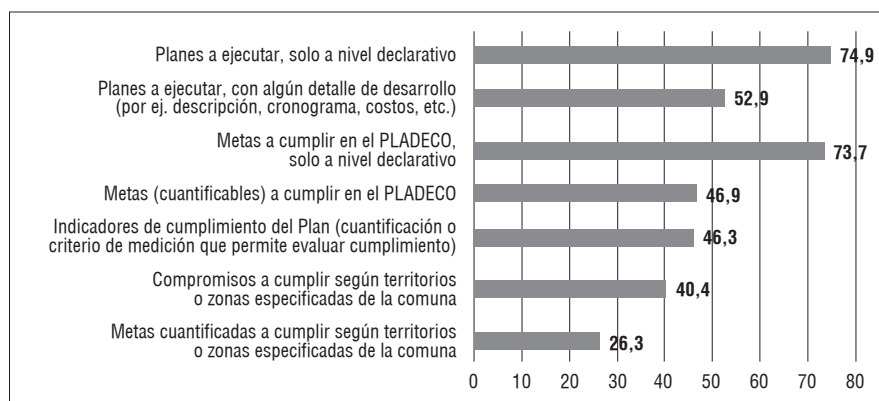 Planes a ejecutar, solo a nivel declarativo
74,9
Planes a ejecutar, con algún detalle de desarrollo
(por ej. descripción, cronograma, costos, etc.)
52,9
Metas a cumplir en el PLADECO,
solo a nivel declarativo
73,7
Metas (cuantificables) a cumplir en el PLADECO
46,9
Indicadores de cumplimiento del Plan (cuantificación o
criterio de medición que permite evaluar cumplimiento)
46,3
Compromisos a cumplir según territorios
o zonas especificadas de la comuna
40,4
Metas cuantificadas a cumplir según territorios
o zonas especificadas de la comuna
26,3
0 10 20 30 40 50 60 70 80